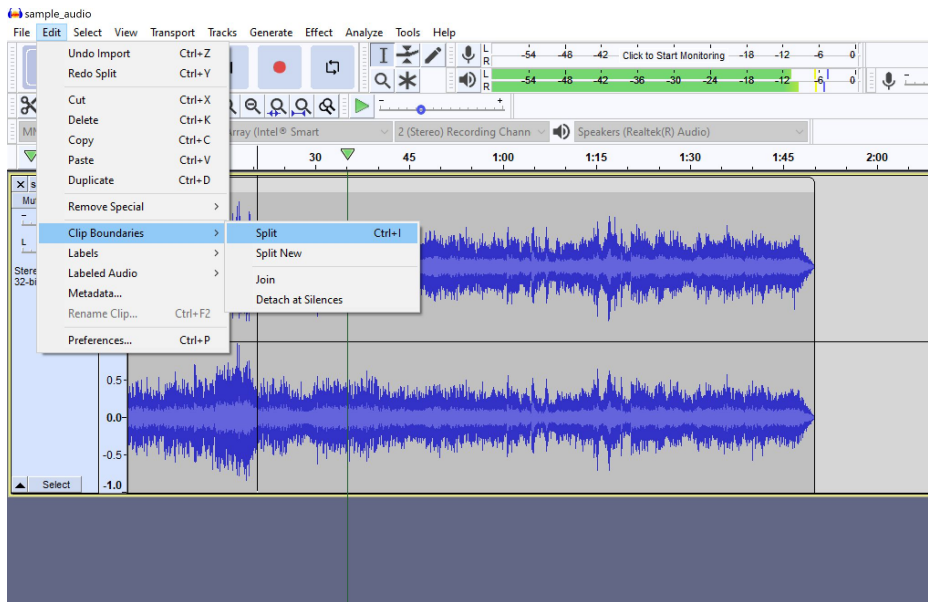 sample_audio
File Edit Select View Transport Tracks Generate Effect Analyze Tools Help
Undo Import Ctrl+Z
Redo Split Ctrl+Y
Cut Ctrl+X
Delete Ctrl+K
Copy Ctrl+C
Paste Ctrl+V
Duplicate Ctrl+D
Remove Special >
Clip Boundaries >
Labels >
Labeled Audio >
Metadata...
Rename Clip... Ctrl+F2
Preferences... Ctrl+P
Split Ctrl+I
Split New
Join
Detach at Silences
L R -54 -48 -42 Click to Start Monitoring -18 -12 -6 0
L R -54 -48 -42 -36 -30 -24 -18 -12 -6 0
- +
(Intel® Smart 2 (Stereo) Recording Chann Speakers (Realtek(R) Audio)
30 45 1:00 1:15 1:30 1:45 2:00
L
0.5
0.0
-0.5
-1.0
Select